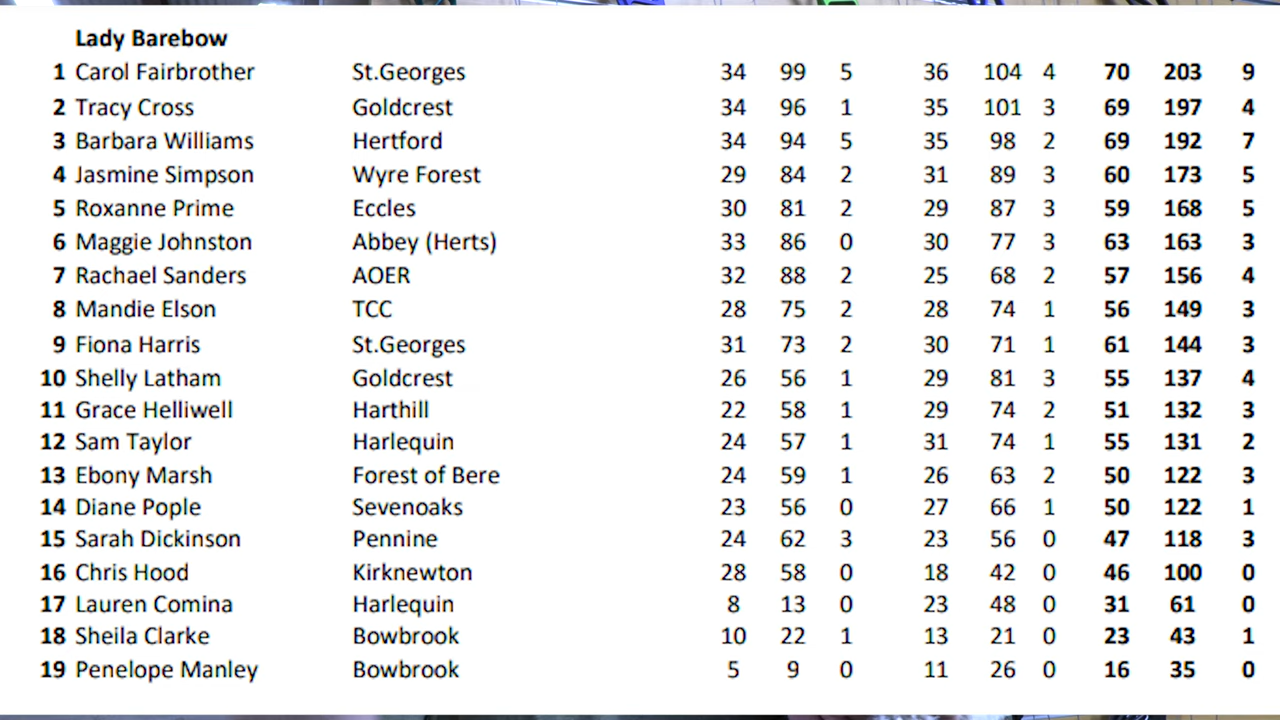 Lady Barebow
1 Carol Fairbrother St.Georges 34 99 5 36 104 4 70 203 9
2 Tracy Cross Goldcrest 34 96 1 35 101 3 69 197 4
3 Barbara Williams Hertford 34 94 5 35 98 2 69 192 7
4 Jasmine Simpson Wyre Forest 29 84 2 31 89 3 60 173 5
5 Roxanne Prime Eccles 30 81 2 29 87 3 59 168 5
6 Maggie Johnston Abbey (Herts) 33 86 0 30 77 3 63 163 3
7 Rachael Sanders AOER 32 88 2 25 68 2 57 156 4
8 Mandie Elson TCC 28 75 2 28 74 1 56 149 3
9 Fiona Harris St.Georges 31 73 2 30 71 1 61 144 3
10 Shelly Latham Goldcrest 26 56 1 29 81 3 55 137 4
11 Grace Helliwell Harthill 22 58 1 29 74 2 51 132 3
12 Sam Taylor Harlequin 24 57 1 31 74 1 55 131 2
13 Ebony Marsh Forest of Bere 24 59 1 26 63 2 50 122 3
14 Diane Pople Sevenoaks 23 56 0 27 66 1 50 122 1
15 Sarah Dickinson Pennine 24 62 3 23 56 0 47 118 3
16 Chris Hood Kirknewton 28 58 0 18 42 0 46 100 0
17 Lauren Comina Harlequin 8 13 0 23 48 0 31 61 0
18 Sheila Clarke Bowbrook 10 22 1 13 21 0 23 43 1
19 Penelope Manley Bowbrook 5 9 0 11 26 0 16 35 0